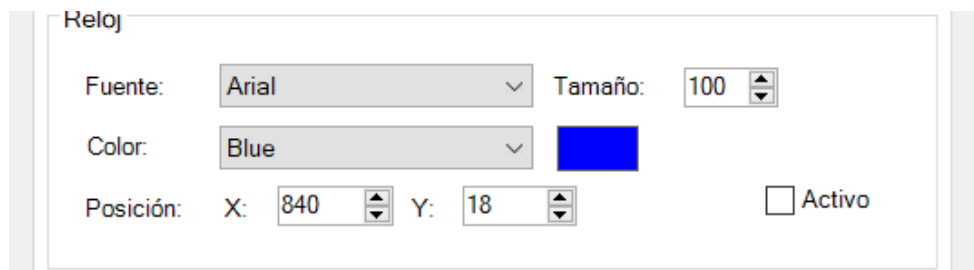 Reloj
Fuente: Arial Tamaño: 100
Color: Blue
Posición: X: 840 Y: 18 Activo